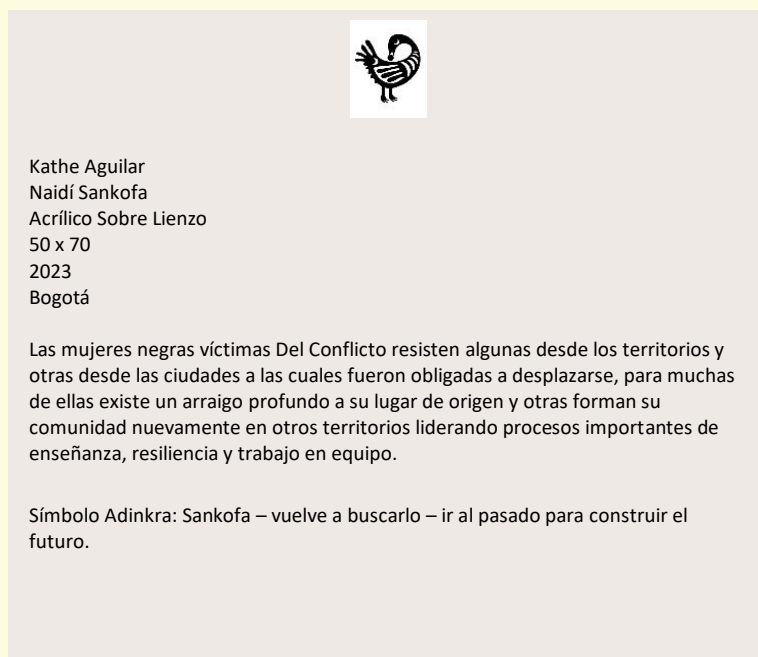 Kathe Aguilar
Naidí Sankofa
Acrílico Sobre Lienzo
50 x 70
2023
Bogotá
Las mujeres negras víctimas Del Conflicto resisten algunas desde los territorios y
otras desde las ciudades a las cuales fueron obligadas a desplazarse, para muchas
de ellas existe un arraigo profundo a su lugar de origen y otras forman su
comunidad nuevamente en otros territorios liderando procesos importantes de
enseñanza, resiliencia y trabajo en equipo.
Símbolo Adinkra: Sankofa – vuelve a buscarlo – ir al pasado para construir el
futuro.